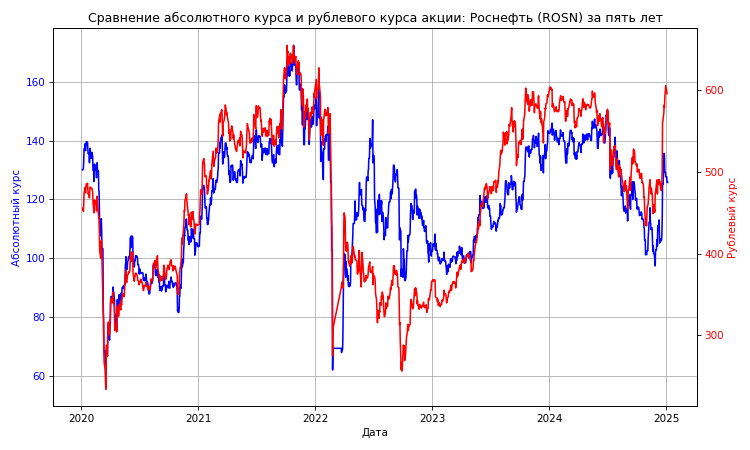 Сравнение абсолютного курса и рублевого курса акции: Роснефть (ROSN) за пять лет
Абсолютный курс
160
140
120
100
80
60
600
500
400
300
Рублевый курс
2020 2021 2022 2023 2024 2025
Дата